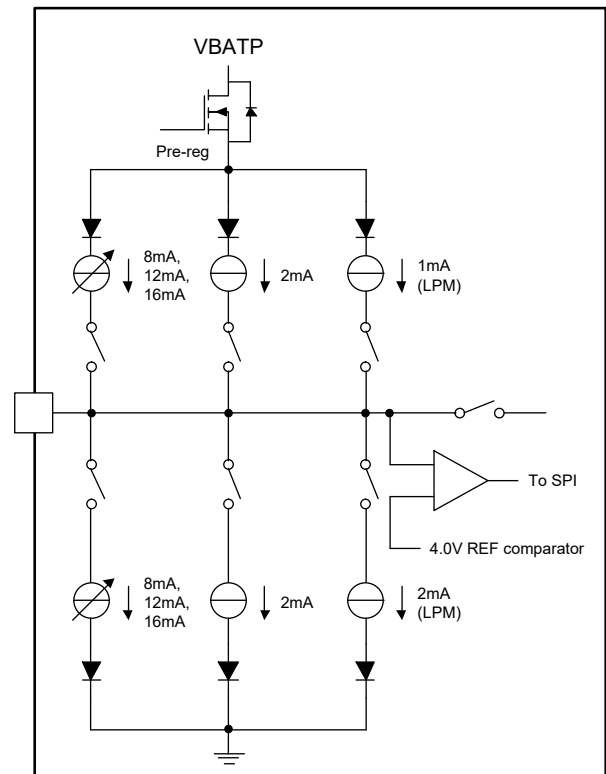 VBATP
Pre-reg
8mA,
12mA,
16mA
2mA
1mA
(LPM)
To SPI
4.0V REF comparator
8mA,
12mA,
16mA
2mA
2mA
(LPM)